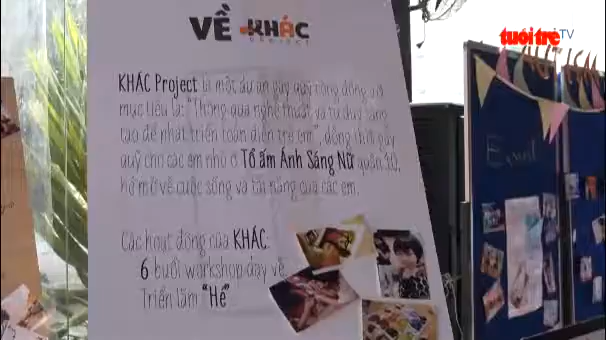 tuổi trẻ TV
VỀ KHÁC
PROJECT
KHÁC Project là một dự án gây quỹ cộng đồng với
mục tiêu là: "Thông qua nghệ thuật và tư duy sáng
tạo để phát triển toàn diện trẻ em", đồng thời gây
quỹ cho các em nhỏ ở Tổ ấm Ánh Sáng Nữ quận 10,
hé mở về cuộc sống và tài năng của các em.
Các hoạt động của KHÁC:
6 buổi workshop dạy vẽ
Triển lãm "Hé"